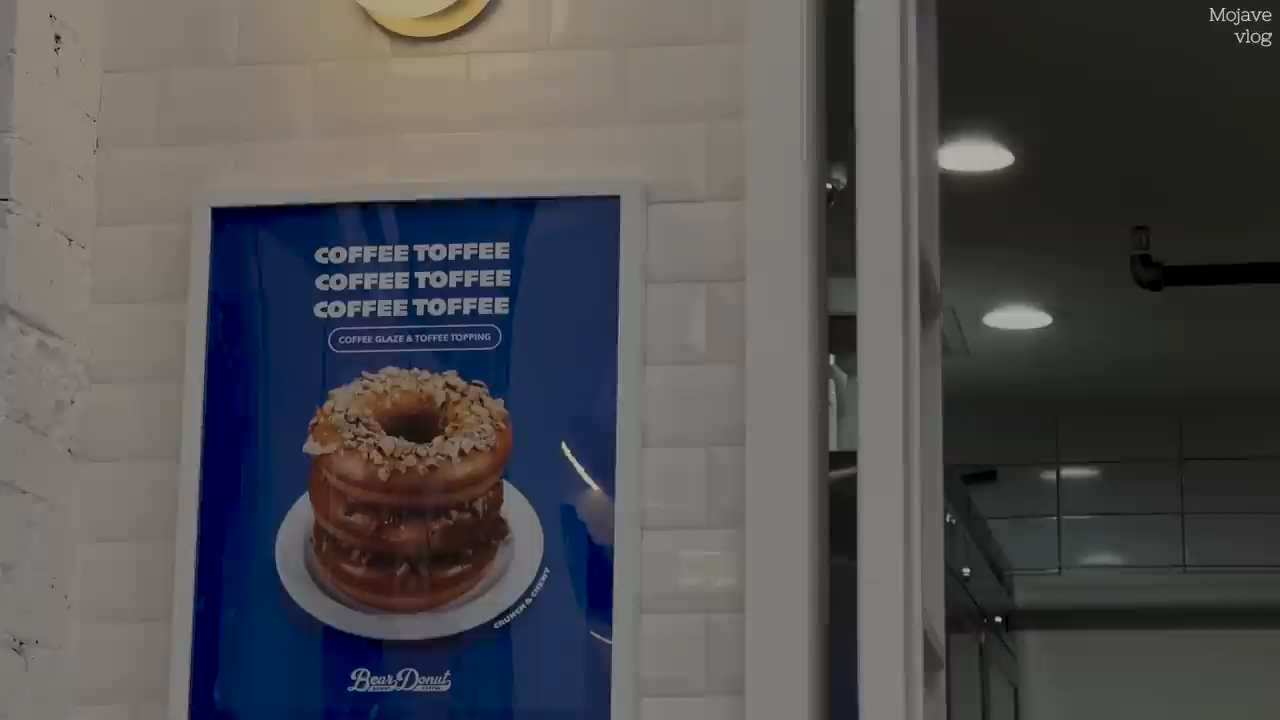 Mojave
vlog
COFFEE TOFFEE
COFFEE TOFFEE
COFFEE TOFFEE
COFFEE GLAZE & TOFFEE TOPPING
CRUNCH & CHEWY
Bear Donut